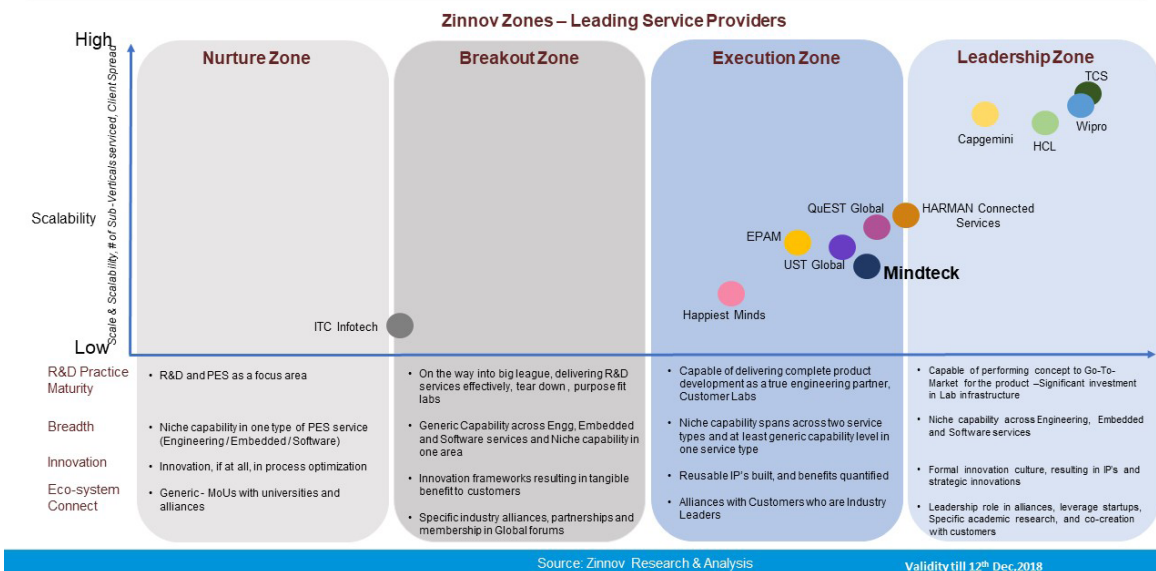 Zinnov Zones – Leading Service Providers
High
Scale & Scalability, # of Sub-Verticals serviced, Client Spread
Scalability
Low
Nurture Zone
Breakout Zone
Execution Zone
Leadership Zone
TCS
Wipro
Capgemini
HCL
QuEST Global
HARMAN Connected
Services
EPAM
UST Global
Mindteck
Happiest Minds
ITC Infotech
R&D Practice
Maturity
• R&D and PES as a focus area
• On the way into big league, delivering R&D
services effectively, tear down , purpose fit
labs
• Capable of delivering complete product
development as a true engineering partner,
Customer Labs
• Capable of performing concept to Go-To-
Market for the product –Significant investment
in Lab infrastructure
Breadth
• Niche capability in one type of PES service
(Engineering / Embedded / Software)
• Generic Capability across Engg, Embedded
and Software services and Niche capability in
one area
• Niche capability spans across two service
types and at least generic capability level in
one service type
• Niche capability across Engineering, Embedded
and Software services
Innovation
• Innovation, if at all, in process optimization
• Innovation frameworks resulting in tangible
benefit to customers
• Reusable IP's built, and benefits quantified
• Formal innovation culture, resulting in IP's and
strategic innovations
Eco-system
Connect
• Generic - MoUs with universities and
alliances
• Specific industry alliances, partnerships and
membership in Global forums
• Alliances with Customers who are Industry
Leaders
• Leadership role in alliances, leverage startups,
Specific academic research, and co-creation
with customers
Source: Zinnov Research & Analysis
Validity till 12th Dec,2018